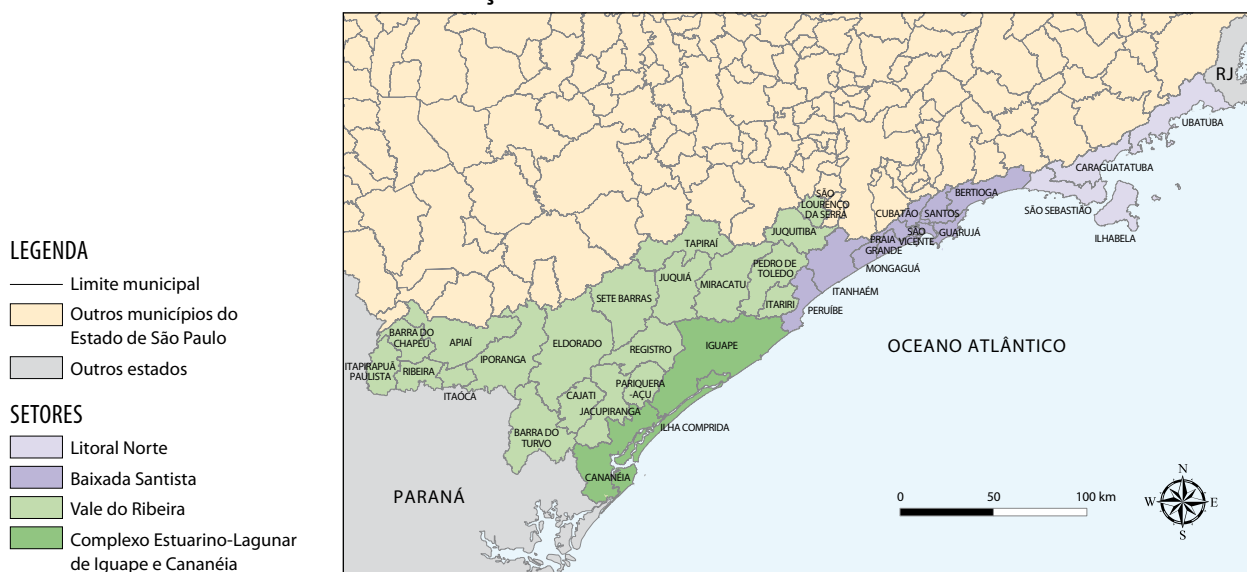 LEGENDA
Limite municipal
Outros municípios do
Estado de São Paulo
Outros estados
SETORES
Litoral Norte
Baixada Santista
Vale do Ribeira
Complexo Estuarino-Lagunar
de Iguape e Cananéia
RJ
UBATUBA
CARAGUATATUBA
SÃO SEBASTIÃO
ILHABELA
BERTIOGA
SANTOS
CUBATÃO
GUARUJÁ
SÃO
VICENTE
PRAIA
GRANDE
MONGAGUÁ
ITANHAÉM
PERUÍBE
SÃO
LOURENÇO
DA SERRA
JUQUITIBA
TAPIRAÍ
PEDRO DE
TOLEDO
JUQUIÁ
MIRACATU
ITARIRI
SETE BARRAS
IGUAPE
REGISTRO
ELDORADO
BARRA DO
CHAPÉU
APIAÍ
IPORANGA
ITAPIRAPUÃ
PAULISTA
RIBEIRA
ITAÓCA
PARIQUERA
-AÇU
CAJATI
JACUPIRANGA
BARRA DO
TURVO
ILHA COMPRIDA
CANANÉIA
PARANÁ
OCEANO ATLÂNTICO
0 50 100 km
N
W E
S